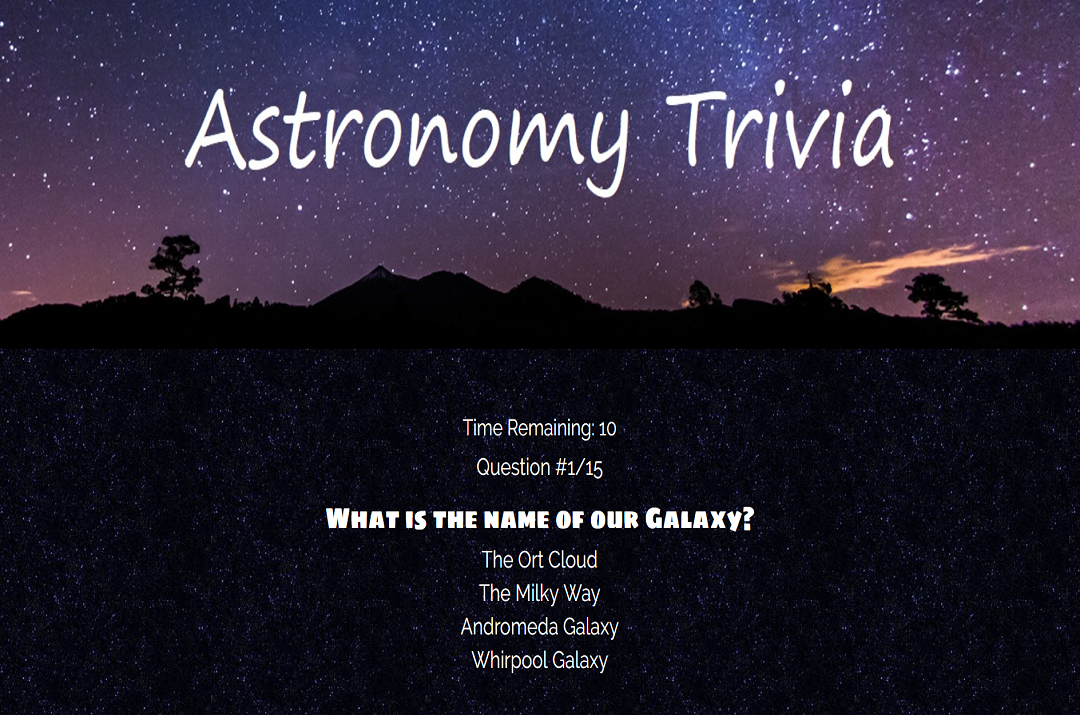 Astronomy Trivia
Time Remaining: 10
Question #1/15
What is the name of our Galaxy?
The Ort Cloud
The Milky Way
Andromeda Galaxy
Whirpool Galaxy